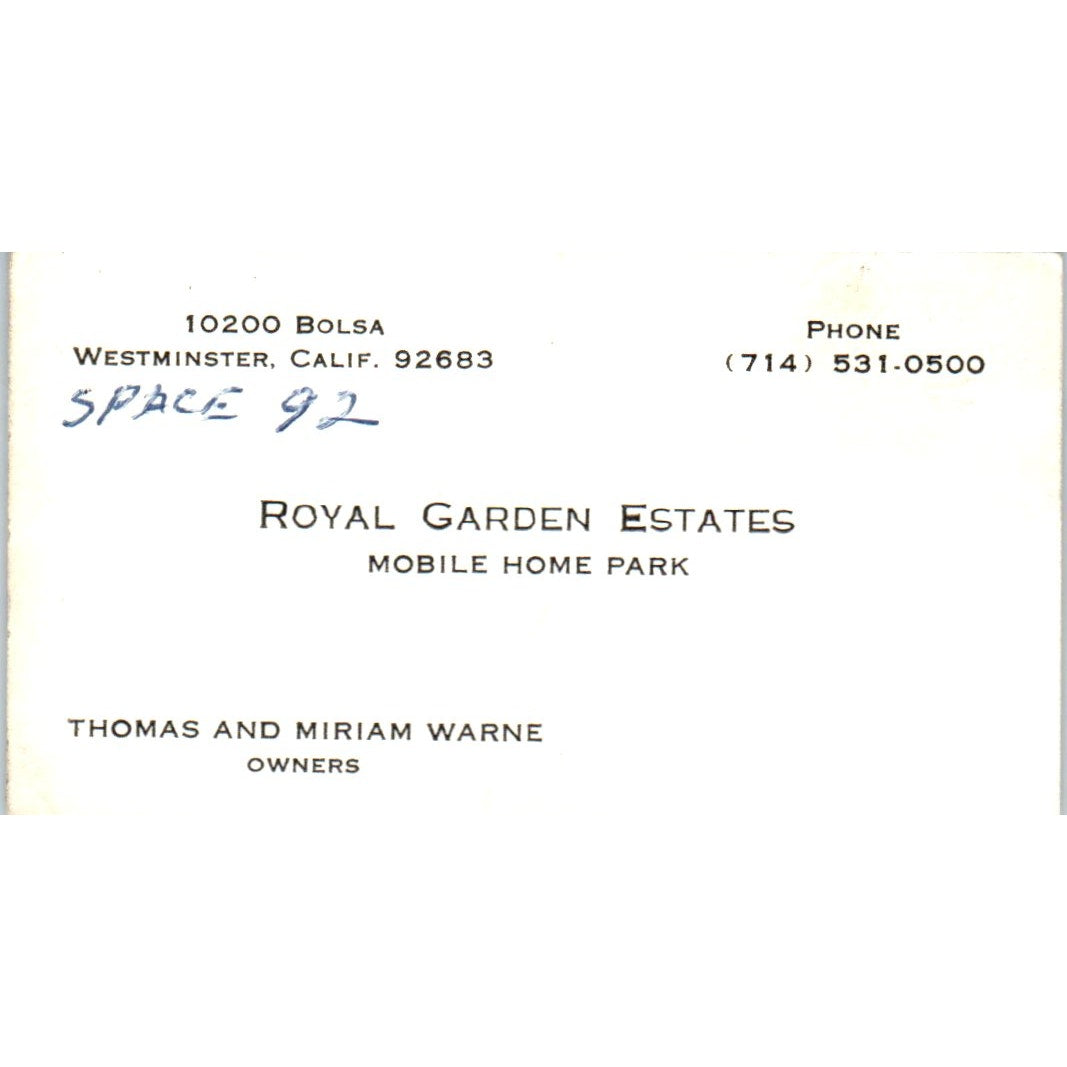 10200 BOLSA
WESTMINSTER, CALIF. 92683
SPACE 92
PHONE
(714) 531-0500
ROYAL GARDEN ESTATES
MOBILE HOME PARK
THOMAS AND MIRIAM WARNE
OWNERS